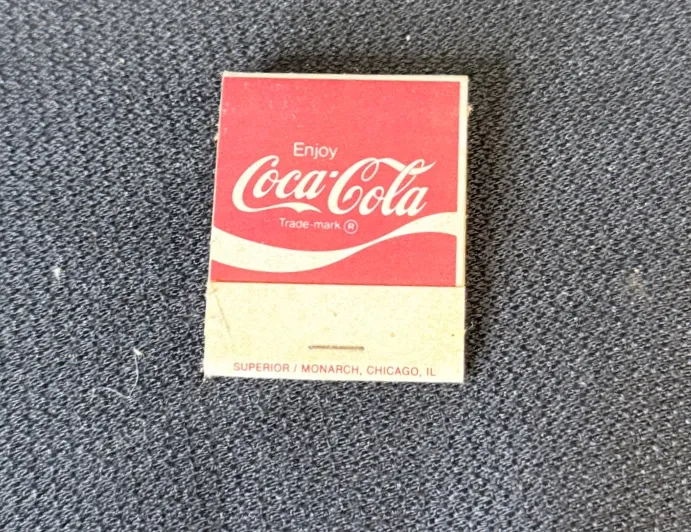 Enjoy
Coca-Cola
Trade-mark ®
SUPERIOR / MONARCH, CHICAGO, IL